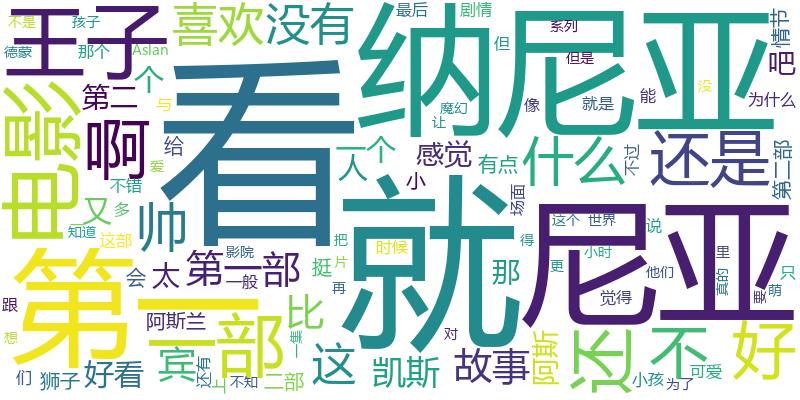 不是
孩子
王子
喜欢
没有
最后
剧情
系列
情节
德蒙
那个
Aslan
个
但
但是
吧
纳尼亚
看
电影
第二
与
啊
给
爱
不错
又
多
知道
帅
这部
魔幻
让
像
就是
能
没
为什么
一个
人
感觉
小
有点
什么
还是
不过
第二部
场面
就
尼亚
这个
世界
说
得
更
小时
那
里
他们
觉得
真的
要
萌
只
影院
把
片
时候
挺
再
第一部
第一
部
会
太
一般
比
一集
跟
想
阿斯兰
对
们
狮子
好看
宾
还有
上
不知
二部
这
凯斯
故事
阿斯
还
不
好
小孩
可爱
为了